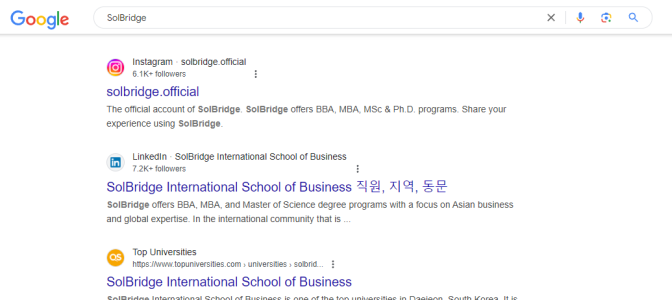 Google
SolBridge
Instagram · solbridge.official
6.1K+ followers
solbridge.official
The official account of SolBridge. SolBridge offers BBA, MBA, MSc & Ph.D. programs. Share your
experience using SolBridge.
in
LinkedIn · SolBridge International School of Business
7.2K+ followers
SolBridge International School of Business 직원, 지역, 동문
SolBridge offers BBA, MBA, and Master of Science degree programs with a focus on Asian business
and global expertise. In the international community that is ...
QS
Top Universities
https://www.topuniversities.com › universities › solbrid...
SolBridge International School of Business
SolBridge International School of Business is one of the top universities in Daejeon, South Korea. It is